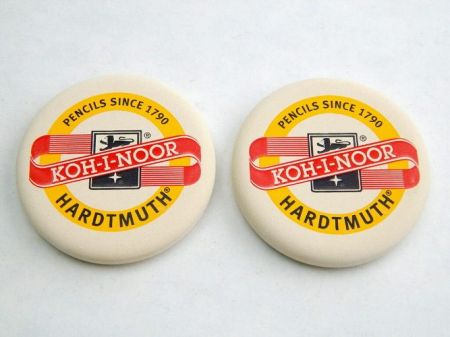 PENCILS SINCE 1790
®
KOH-I-NOOR
HARDTMUTH®
PENCILS SINCE 1790
®
KOH-I-NOOR
HARDTMUTH®